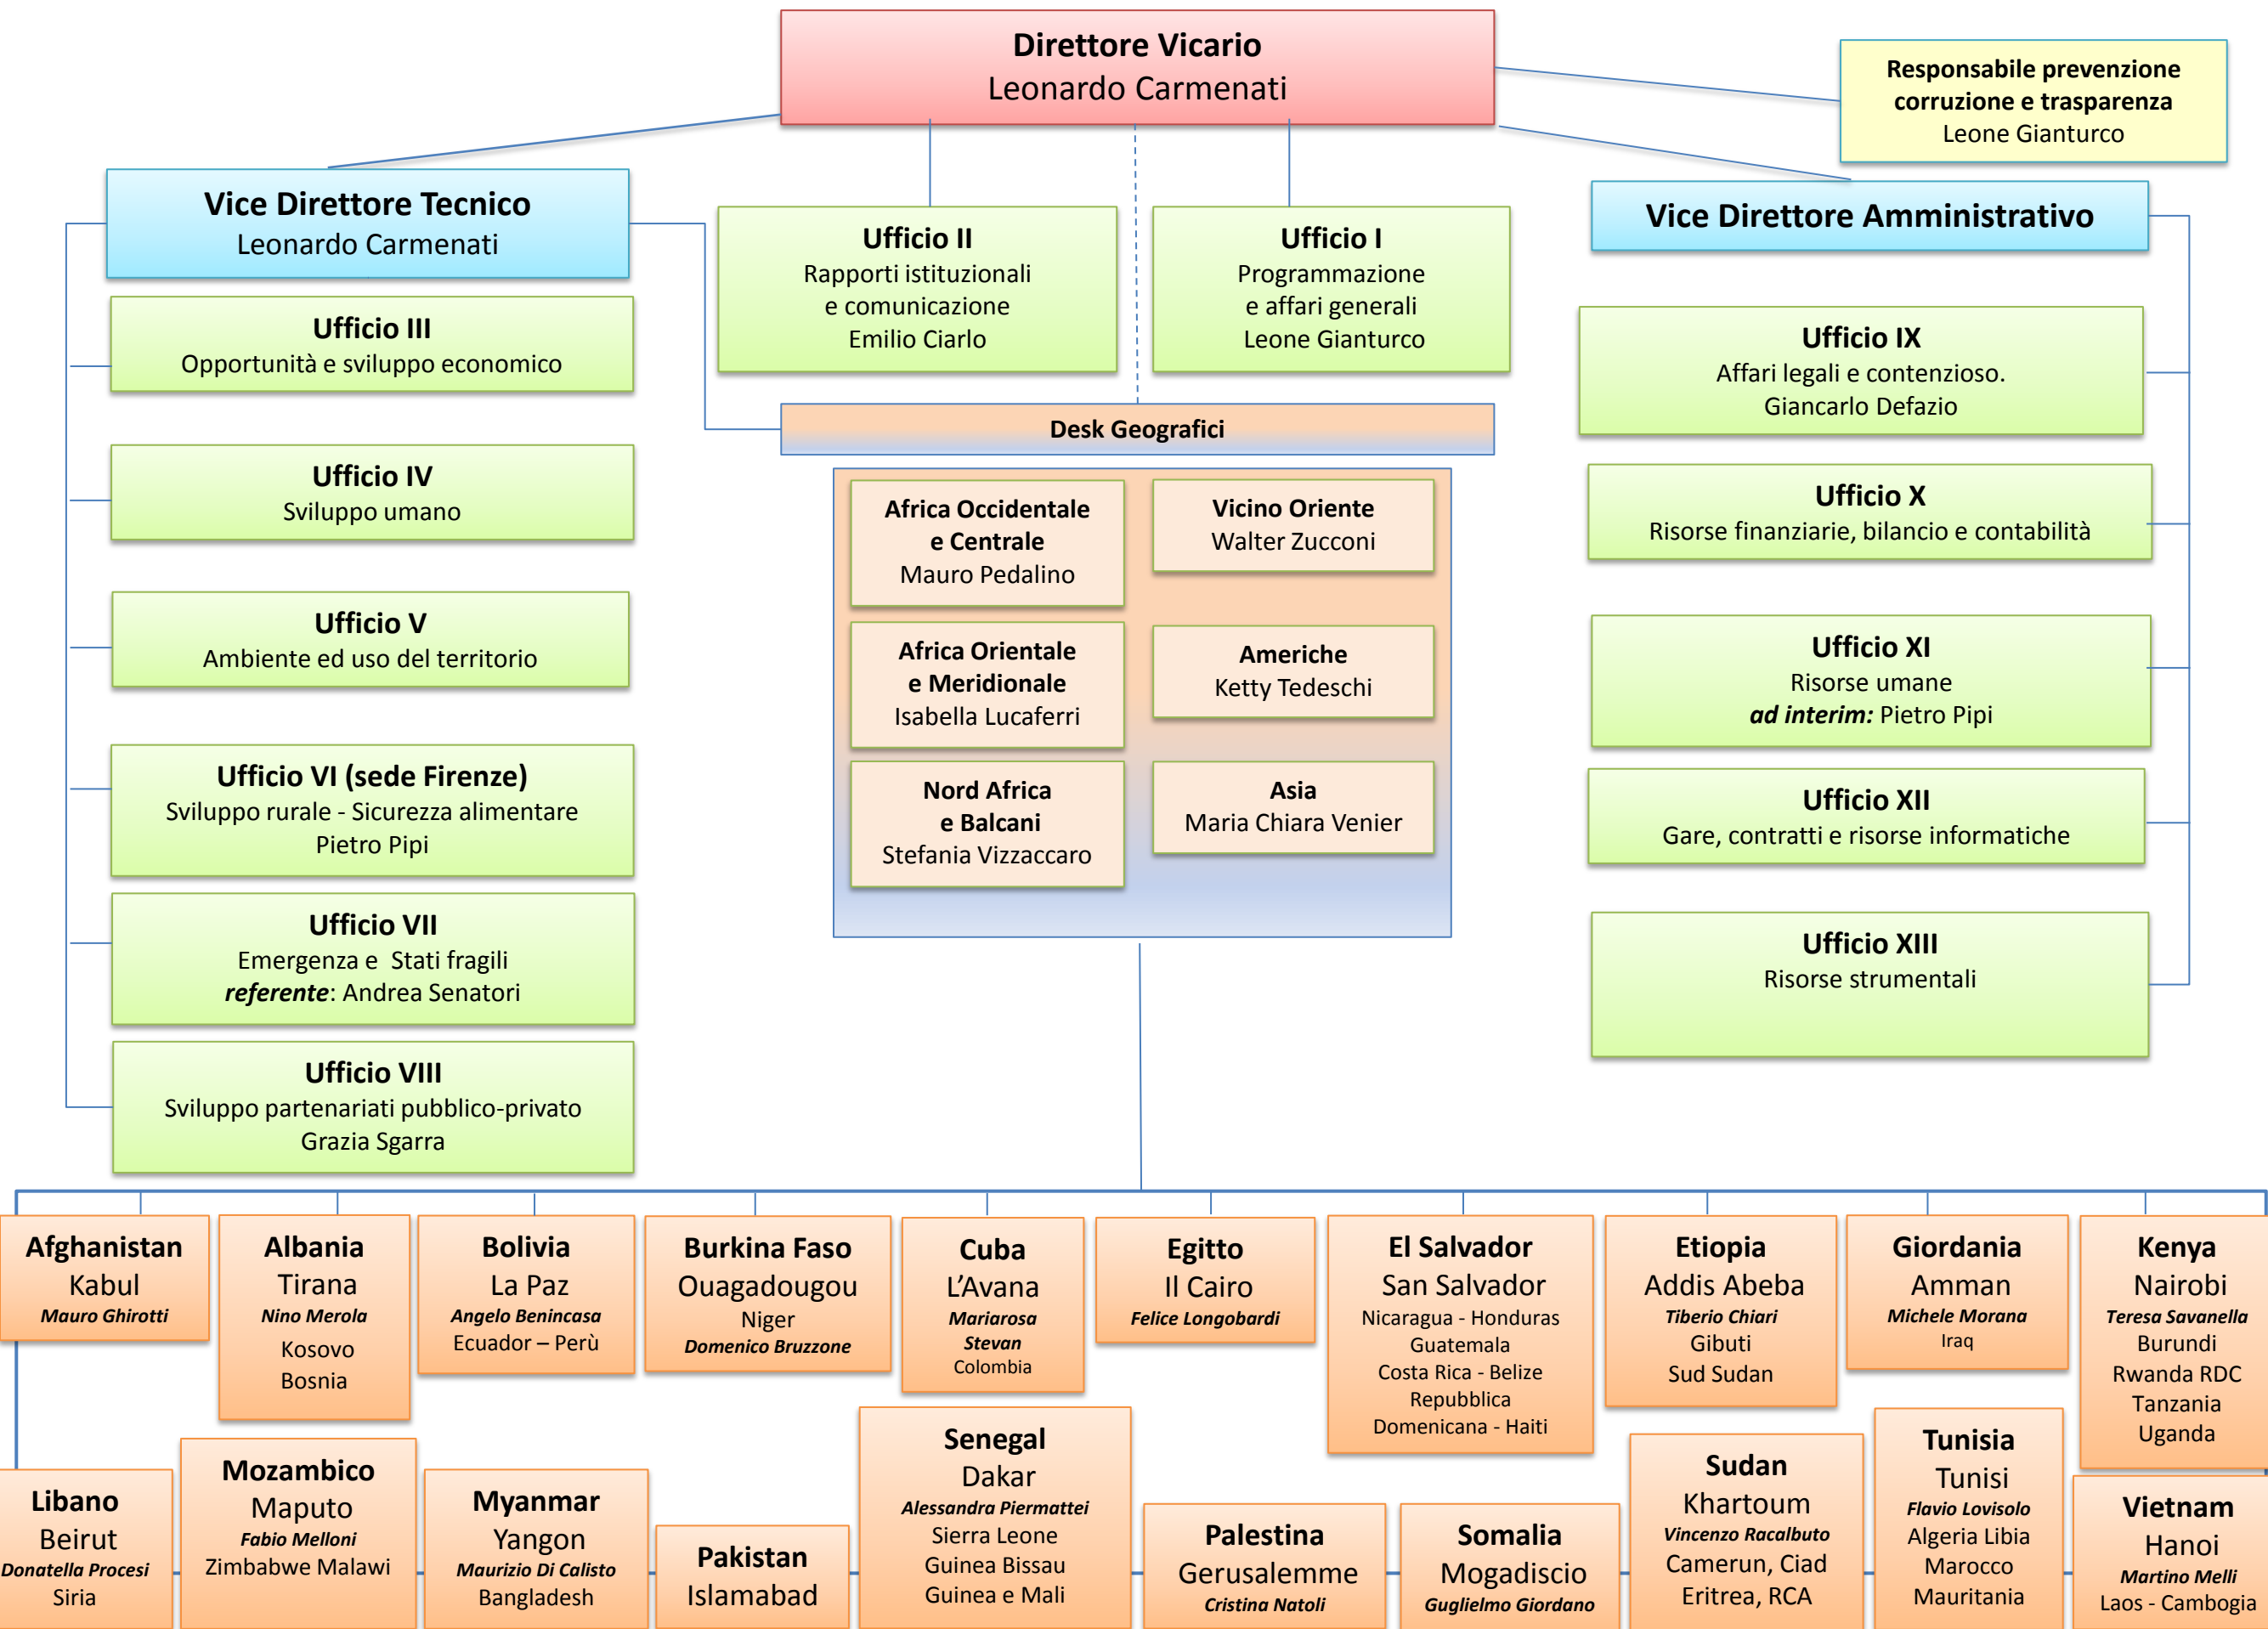 Direttore Vicario
Leonardo Carmenati
Responsabile prevenzione
corruzione e trasparenza
Leone Gianturco
Vice Direttore Tecnico
Leonardo Carmenati
Ufficio II
Rapporti istituzionali
e comunicazione
Emilio Ciarlo
Ufficio I
Programmazione
e affari generali
Leone Gianturco
Vice Direttore Amministrativo
Ufficio III
Opportunità e sviluppo economico
Ufficio IV
Sviluppo umano
Ufficio V
Ambiente ed uso del territorio
Ufficio VI (sede Firenze)
Sviluppo rurale - Sicurezza alimentare
Pietro Pipi
Ufficio VII
Emergenza e Stati fragili
referente: Andrea Senatori
Ufficio VIII
Sviluppo partenariati pubblico-privato
Grazia Sgarra
Desk Geografici
Africa Occidentale
e Centrale
Mauro Pedalino
Vicino Oriente
Walter Zucconi
Africa Orientale
e Meridionale
Isabella Lucaferri
Americhe
Ketty Tedeschi
Nord Africa
e Balcani
Stefania Vizzaccaro
Asia
Maria Chiara Venier
Ufficio IX
Affari legali e contenzioso.
Giancarlo Defazio
Ufficio X
Risorse finanziarie, bilancio e contabilità
Ufficio XI
Risorse umane
ad interim: Pietro Pipi
Ufficio XII
Gare, contratti e risorse informatiche
Ufficio XIII
Risorse strumentali
Afghanistan
Kabul
Mauro Ghirotti
Albania
Tirana
Nino Merola
Kosovo
Bosnia
Bolivia
La Paz
Angelo Benincasa
Ecuador – Perù
Burkina Faso
Ouagadougou
Niger
Domenico Bruzzone
Cuba
L’Avana
Mariarosa
Stevan
Colombia
Egitto
Il Cairo
Felice Longobardi
El Salvador
San Salvador
Nicaragua - Honduras
Guatemala
Costa Rica - Belize
Repubblica
Domenicana - Haiti
Etiopia
Addis Abeba
Tiberio Chiari
Gibuti
Sud Sudan
Giordania
Amman
Michele Morana
Iraq
Kenya
Nairobi
Teresa Savanella
Burundi
Rwanda RDC
Tanzania
Uganda
Libano
Beirut
Donatella Procesi
Siria
Mozambico
Maputo
Fabio Melloni
Zimbabwe Malawi
Myanmar
Yangon
Maurizio Di Calisto
Bangladesh
Pakistan
Islamabad
Senegal
Dakar
Alessandra Piermattei
Sierra Leone
Guinea Bissau
Guinea e Mali
Palestina
Gerusalemme
Cristina Natoli
Somalia
Mogadiscio
Guglielmo Giordano
Sudan
Khartoum
Vincenzo Racalbuto
Camerun, Ciad
Eritrea, RCA
Tunisia
Tunisi
Flavio Lovisolo
Algeria Libia
Marocco
Mauritania
Vietnam
Hanoi
Martino Melli
Laos - Cambogia